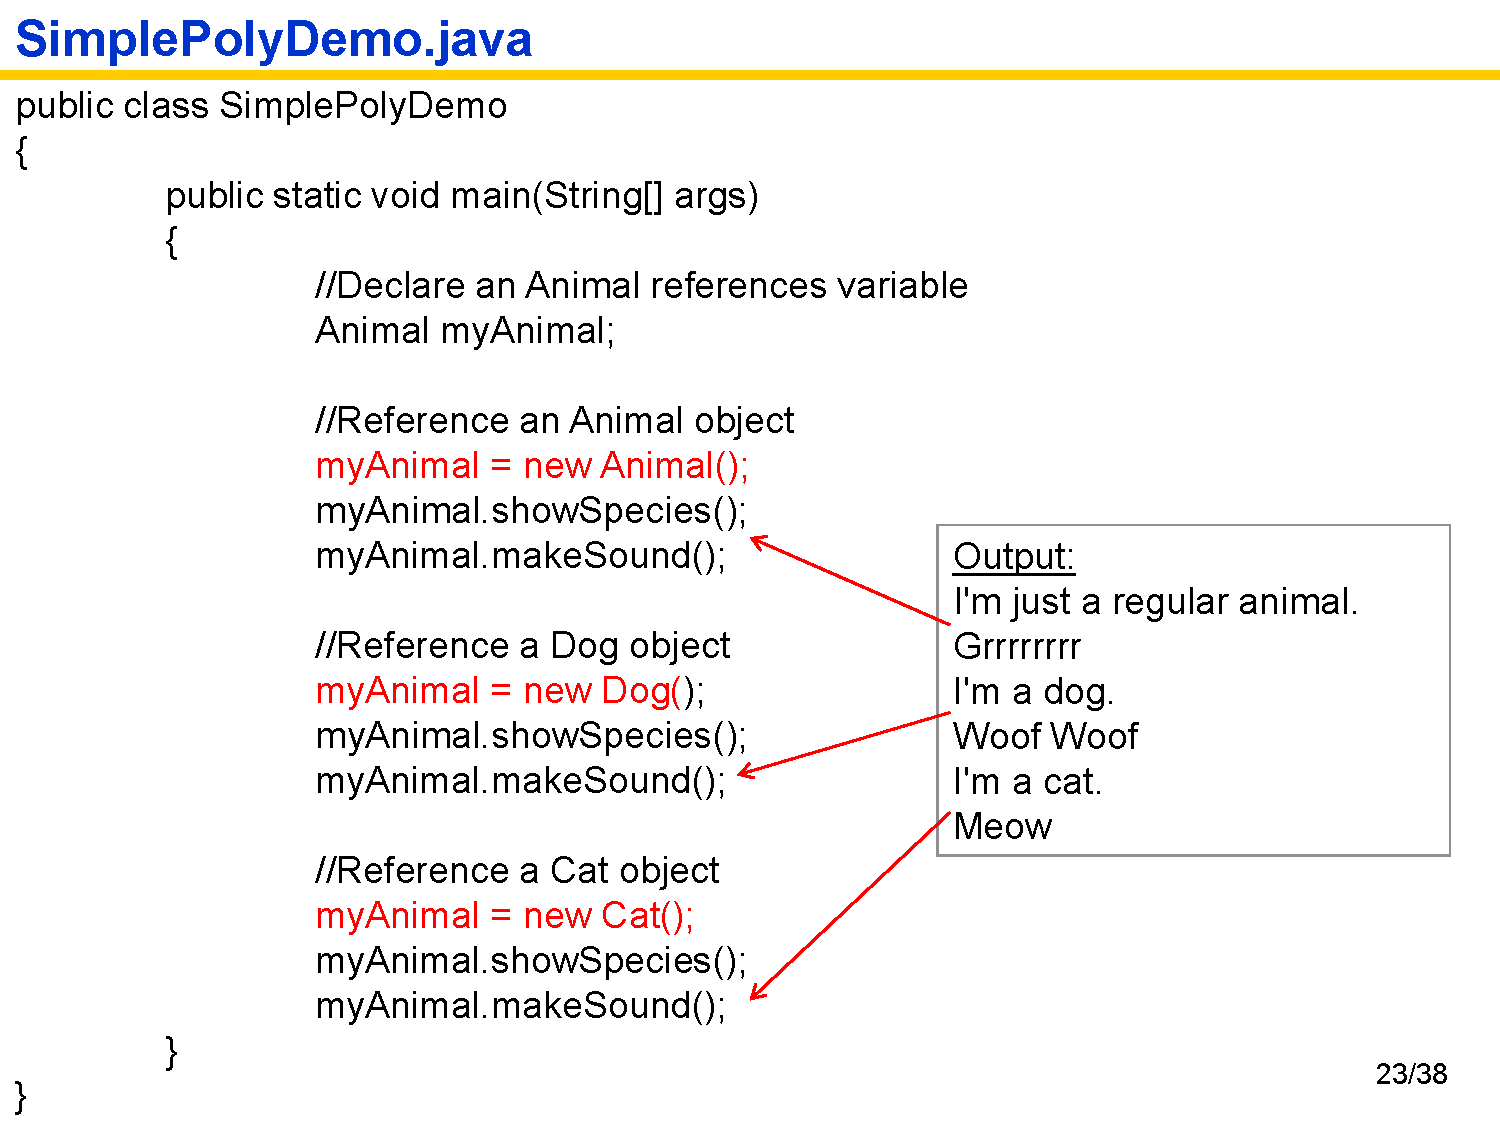 SimplePolyDemo.java
public class SimplePolyDemo
{
public static void main(String[] args)
{
//Declare an Animal references variable
Animal myAnimal;
//Reference an Animal object
myAnimal = new Animal();
myAnimal.showSpecies();
myAnimal.makeSound();
//Reference a Dog object
myAnimal = new Dog();
myAnimal.showSpecies();
myAnimal.makeSound();
//Reference a Cat object
myAnimal = new Cat();
myAnimal.showSpecies();
myAnimal.makeSound();
}
}
Output:
I'm just a regular animal.
Grrrrrrrr
I'm a dog.
Woof Woof
I'm a cat.
Meow
23/38